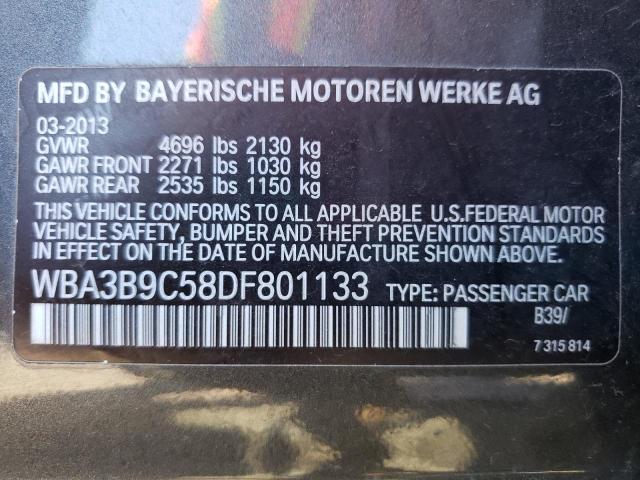 MFD BY BAYERISCHE MOTOREN WERKE AG
03-2013
GVWR 4696 lbs 2130 kg
GAWR FRONT 2271 lbs 1030 kg
GAWR REAR 2535 lbs 1150 kg
THIS VEHICLE CONFORMS TO ALL APPLICABLE U.S.FEDERAL MOTOR
VEHICLE SAFETY, BUMPER AND THEFT PREVENTION STANDARDS
IN EFFECT ON THE DATE OF MANUFACTURE SHOWN ABOVE.
WBA3B9C58DF801133 TYPE: PASSENGER CAR
B39/
7 315 814